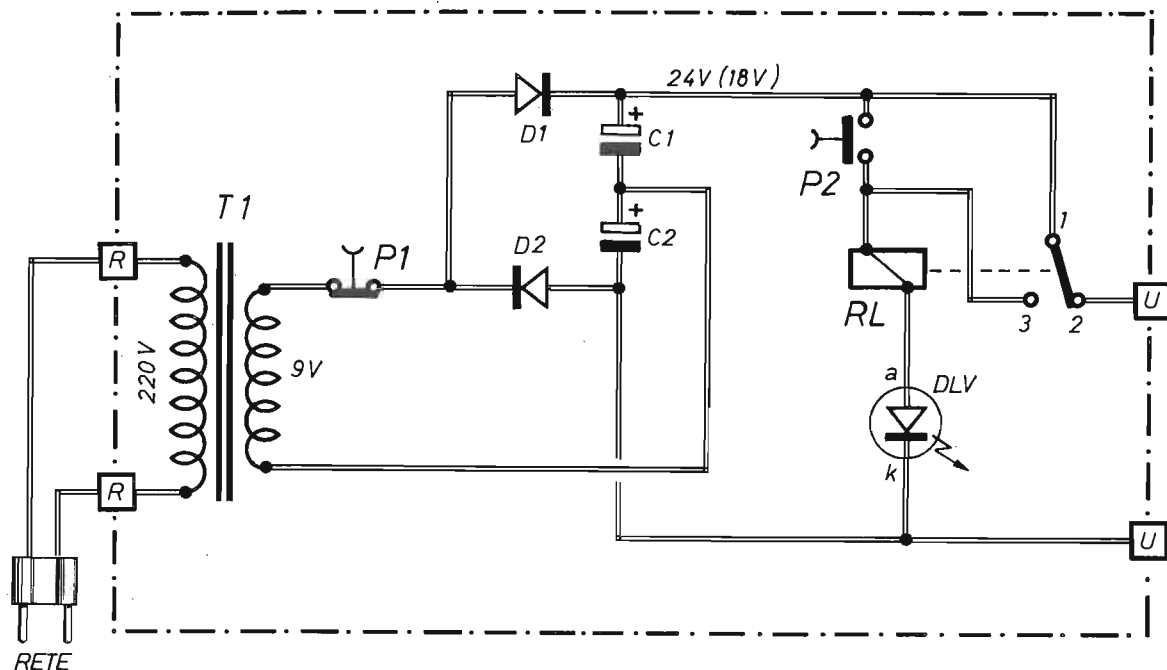 24V (18V)
D1
+
C1
P2
T1
+
C2
D2
P1
1
R
U
RL
3
2
220V
9V
a
DLV
k
R
U
RETE